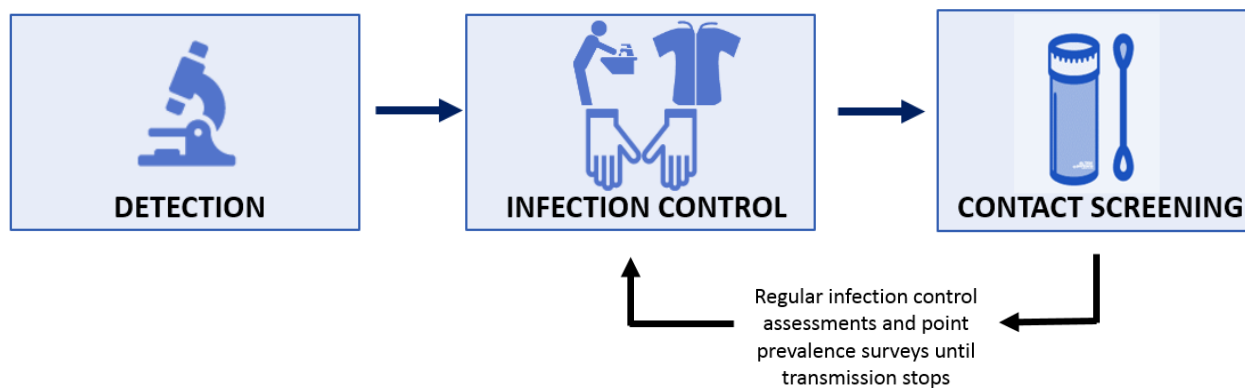 DETECTION
INFECTION CONTROL
CONTACT SCREENING
Regular infection control
assessments and point
prevalence surveys until
transmission stops